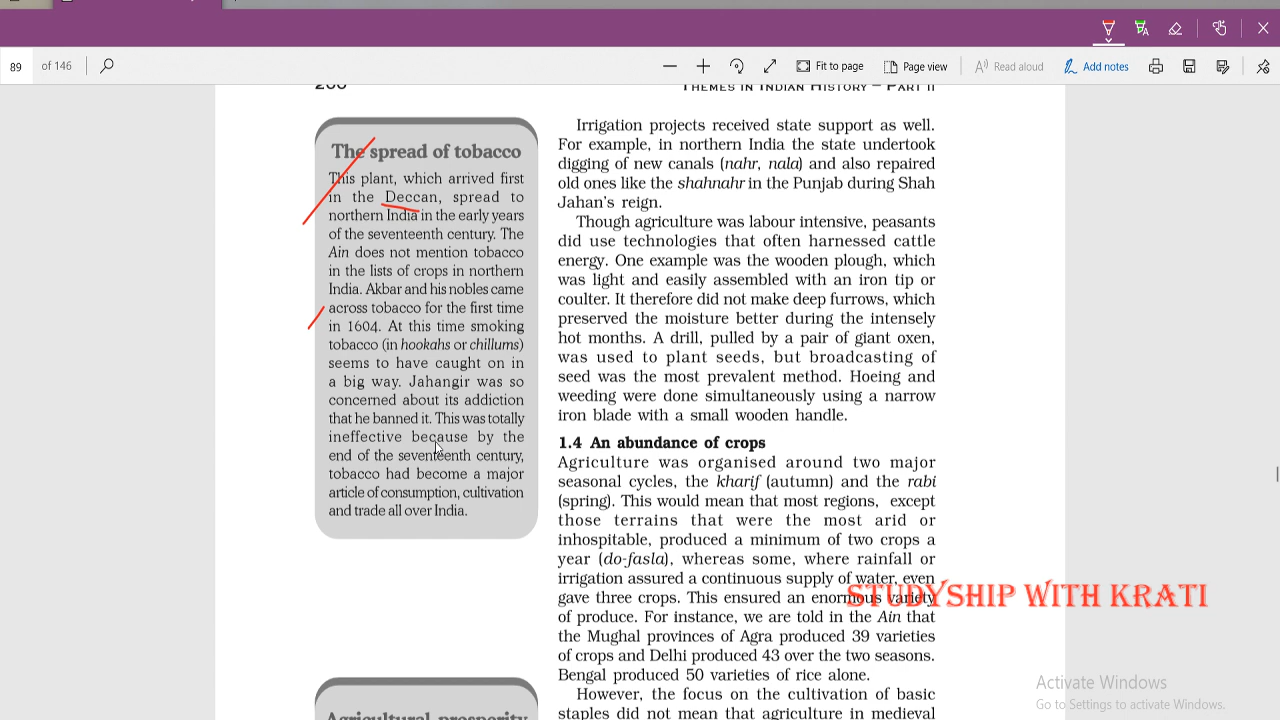 89
of 146
Fit to page
Page view
Read aloud
Add notes
THEMES IN INDIAN HISTORY – PART II
The spread of tobacco
This plant, which arrived first
in the Deccan, spread to
northern India in the early years
of the seventeenth century. The
Ain does not mention tobacco
in the lists of crops in northern
India. Akbar and his nobles came
across tobacco for the first time
in 1604. At this time smoking
tobacco (in hookahs or chillums)
seems to have caught on in
a big way. Jahangir was so
concerned about its addiction
that he banned it. This was totally
ineffective because by the
end of the seventeenth century,
tobacco had become a major
article of consumption, cultivation
and trade all over India.
Agricultural prosperity
Irrigation projects received state support as well.
For example, in northern India the state undertook
digging of new canals (nahr, nala) and also repaired
old ones like the shahnahr in the Punjab during Shah
Jahan's reign.
Though agriculture was labour intensive, peasants
did use technologies that often harnessed cattle
energy. One example was the wooden plough, which
was light and easily assembled with an iron tip or
coulter. It therefore did not make deep furrows, which
preserved the moisture better during the intensely
hot months. A drill, pulled by a pair of giant oxen,
was used to plant seeds, but broadcasting of
seed was the most prevalent method. Hoeing and
weeding were done simultaneously using a narrow
iron blade with a small wooden handle.
1.4 An abundance of crops
Agriculture was organised around two major
seasonal cycles, the kharif (autumn) and the rabi
(spring). This would mean that most regions, except
those terrains that were the most arid or
inhospitable, produced a minimum of two crops a
year (do-fasla), whereas some, where rainfall or
irrigation assured a continuous supply of water, even
gave three crops. This ensured an enormous variety
of produce. For instance, we are told in the Ain that
the Mughal provinces of Agra produced 39 varieties
of crops and Delhi produced 43 over the two seasons.
Bengal produced 50 varieties of rice alone.
However, the focus on the cultivation of basic
staples did not mean that agriculture in medieval
STUDYSHIP WITH KRATI
Activate Windows
Go to Settings to activate Windows.